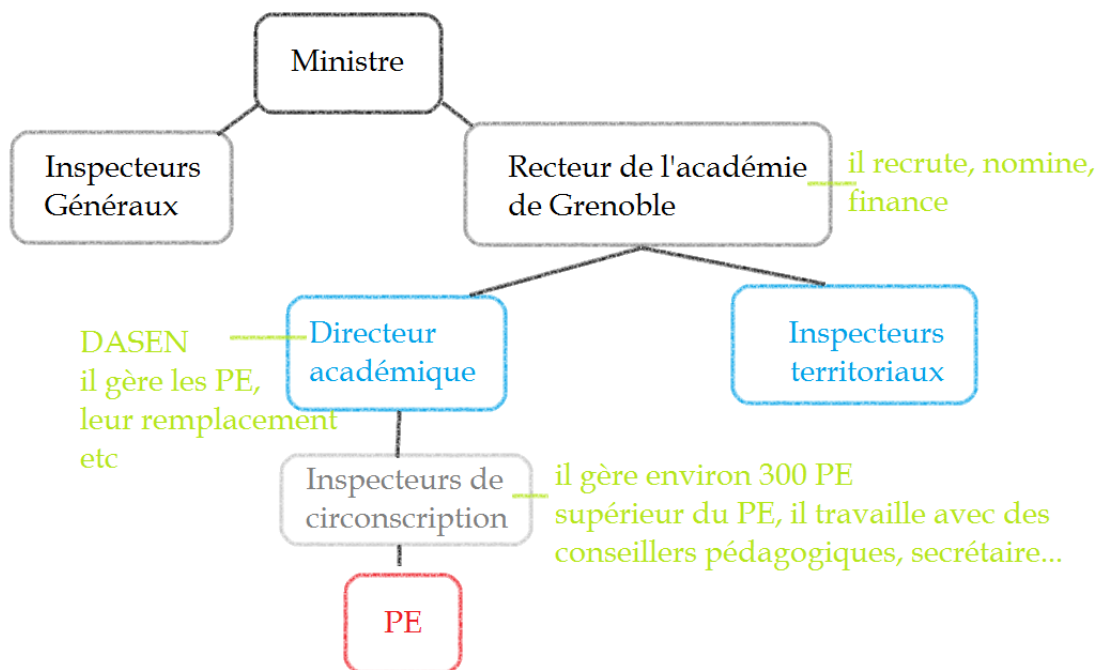 Ministre
Inspecteurs
Généraux
Recteur de l'académie
de Grenoble
il recrute, nomine,
finance
DASEN
il gère les PE,
leur remplacement
etc
Directeur
académique
Inspecteurs
territoriaux
Inspecteurs de
circonscription
il gère environ 300 PE
supérieur du PE, il travaille avec des
conseillers pédagogiques, secrétaire...
PE